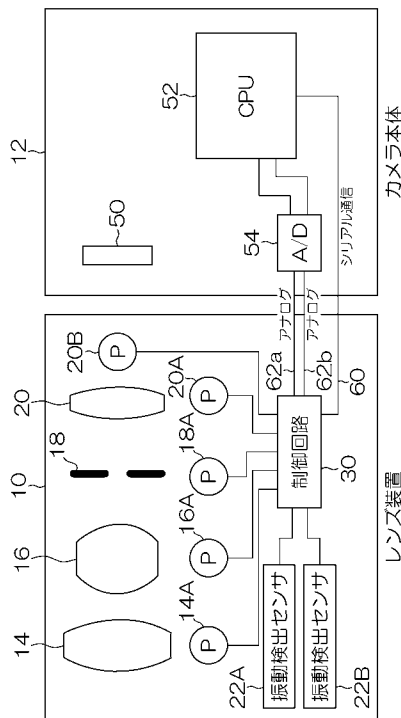 14
16
10
18
20
20B
P
12
50
52
CPU
54
A/D
14A
P
16A
P
18A
P
20A
P
62a
アナログ
アナログ
62b
シリアル通信
60
制御回路
30
振動検出センサ
22A
振動検出センサ
22B
レンズ装置
カメラ本体